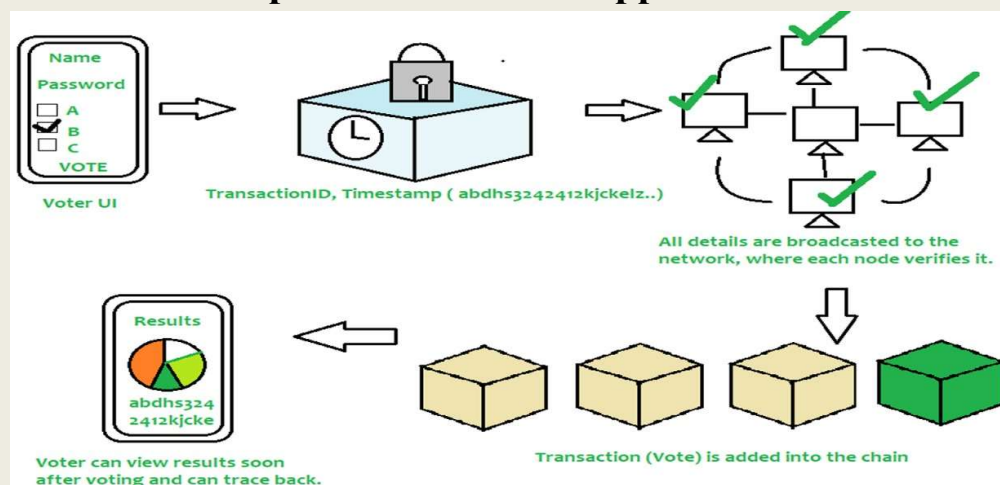 Name
Password
A
B
C
VOTE
Voter UI
TransactionID, Timestamp ( abdhs3242412kjckelz..)
All details are broadcasted to the
network, where each node verifies it.
Results
abdhs324
2412kjcke
Voter can view results soon
after voting and can trace back.
Transaction (Vote) is added into the chain